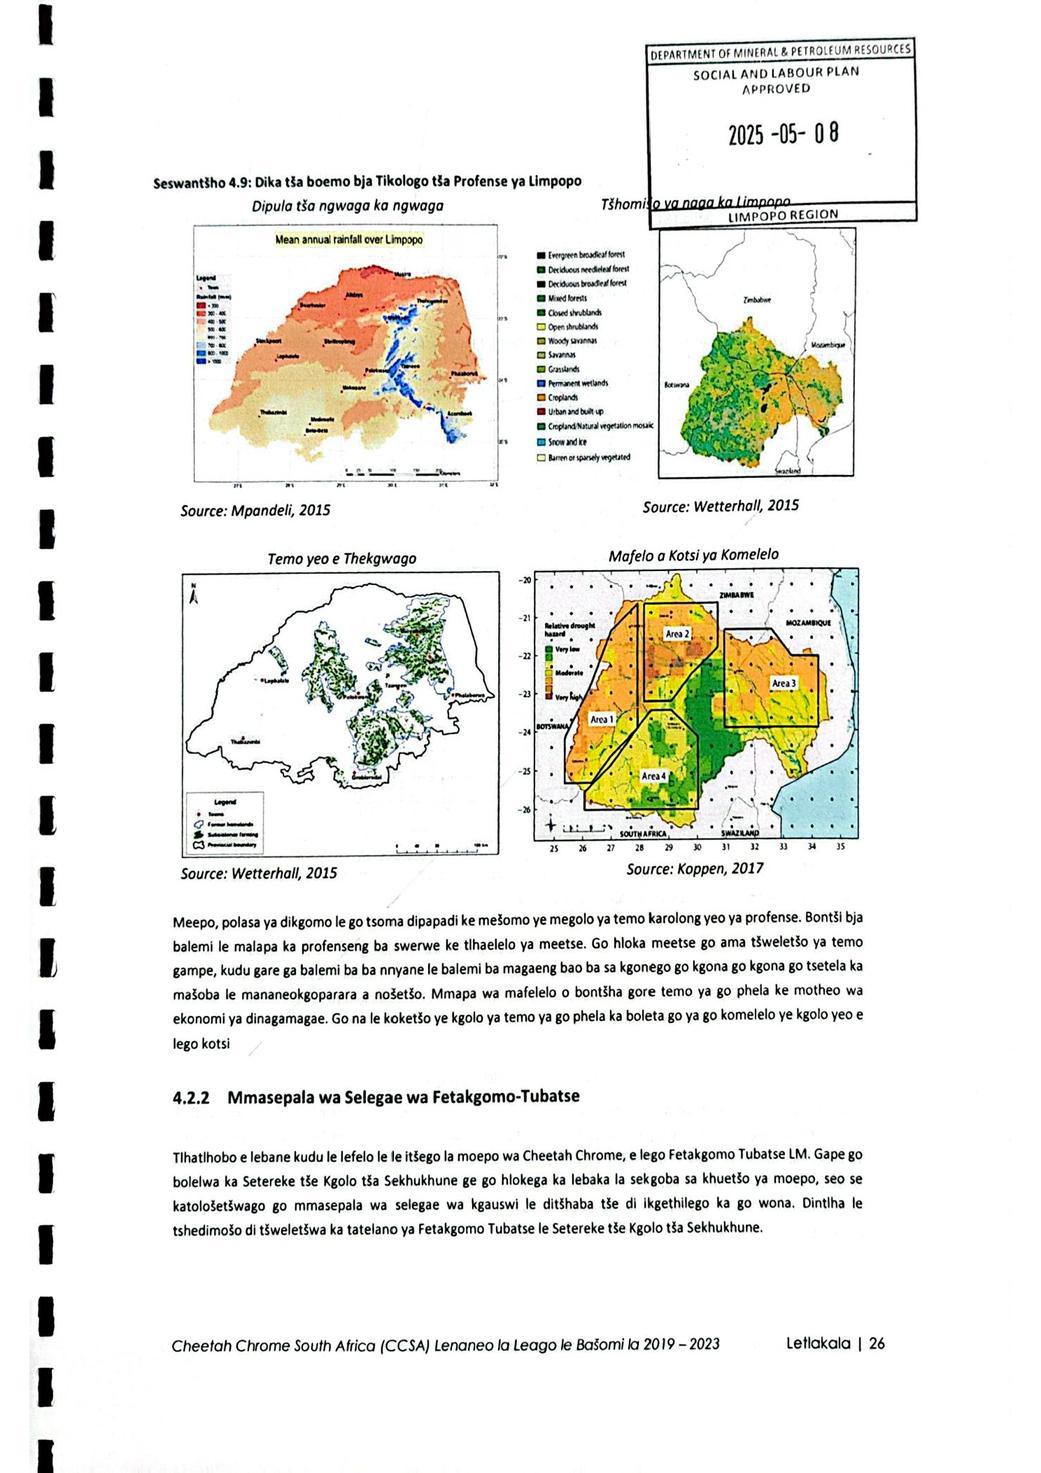 DEPARTMENT OF MINERAL & PETROLEUM RESOURCES
SOCIAL AND LABOUR PLAN
APPROVED
2025 -05- 08
LIMPOPO REGION
Seswantšho 4.9: Dika tša boemo bja Tikologo tša Profense ya Limpopo
Dipula tša ngwaga ka ngwaga
Tšhomišo ya naga ka Limpopo
Mean annual rainfall over Limpopo
Legend
Town
Rainfall (mm)
Evergreen broadleaf forest
Deciduous needleleaf forest
Deciduous broadleaf forest
Mixed forests
Closed shrublands
Open shrublands
Woody savannas
Savannas
Grasslands
Permanent wetlands
Croplands
Urban and built up
Cropland/Natural vegetation mosaic
Snow and ice
Barren or sparsely vegetated
Zimbabwe
Mozambique
Botswana
Swaziland
Source: Mpandeli, 2015
Source: Wetterhall, 2015
Temo yeo e Thekgwago
Mafelo a Kotsi ya Komelelo
N
Lephalale
Polokwane
Tzaneen
Phalaborwa
Thabazimbi
Legend
Towns
Former homelands
Subsistence farming
Provincial boundary
Relative drought
hazard
Very low
Moderate
Very high
ZIMBABWE
MOZAMBIQUE
BOTSWANA
SOUTH AFRICA
SWAZILAND
Area 1
Area 2
Area 3
Area 4
-20
-21
-22
-23
-24
-25
-26
25 26 27 28 29 30 31 32 33 34 35
Source: Wetterhall, 2015
Source: Koppen, 2017
Meepo, polasa ya dikgomo le go tsoma dipapadi ke mešomo ye megolo ya temo karolong yeo ya profense. Bontši bja
balemi le malapa ka profenseng ba swerwe ke tlhaelelo ya meetse. Go hloka meetse go ama tšweletšo ya temo
gampe, kudu gare ga balemi ba ba nnyane le balemi ba magaeng bao ba sa kgonego go kgona go kgona go tsetela ka
mašoba le mananeokgoparara a nošetšo. Mmapa wa mafelelo o bontšha gore temo ya go phela ke motheo wa
ekonomi ya dinagamagae. Go na le koketšo ye kgolo ya temo ya go phela ka boleta go ya go komelelo ye kgolo yeo e
lego kotsi
4.2.2 Mmasepala wa Selegae wa Fetakgomo-Tubatse
Tlhatlhobo e lebane kudu le lefelo le le itšego la moepo wa Cheetah Chrome, e lego Fetakgomo Tubatse LM. Gape go
bolelwa ka Setereke tše Kgolo tša Sekhukhune ge go hlokega ka lebaka la sekgoba sa khuetšo ya moepo, seo se
katološetšwago go mmasepala wa selegae wa kgauswi le ditšhaba tše di ikgethilego ka go wona. Dintlha le
tshedimošo di tšweletšwa ka tatelano ya Fetakgomo Tubatse le Setereke tše Kgolo tša Sekhukhune.
Cheetah Chrome South Africa (CCSA) Lenaneo la Leago le Bašomi la 2019 – 2023
Letlakala | 26